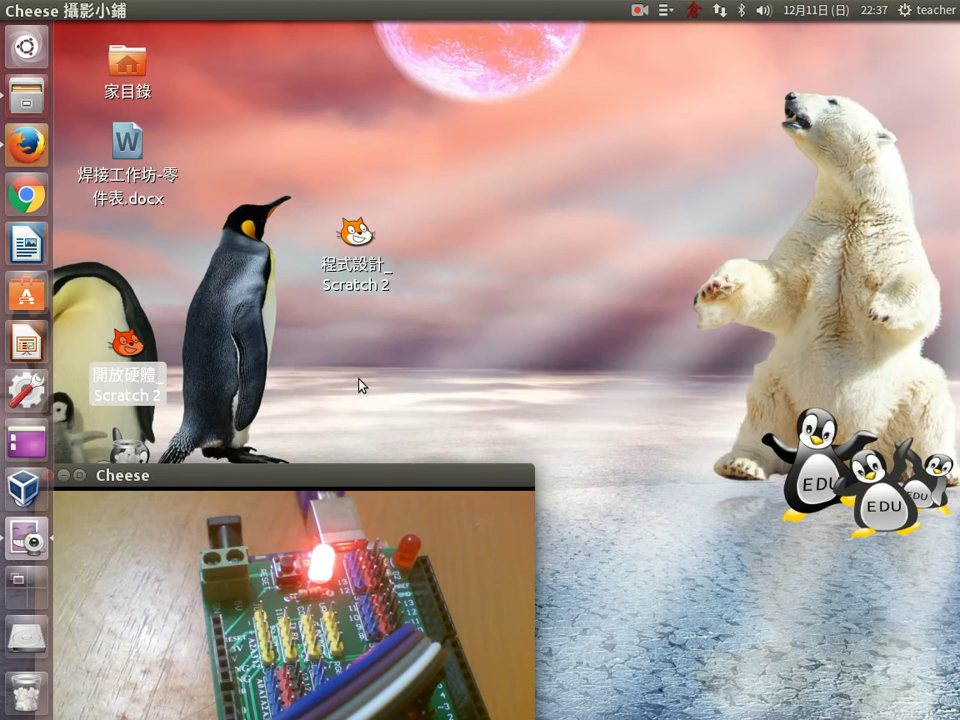 Cheese 攝影小鋪
12月11日 (日) 22:37 teacher
家目錄
W
焊接工作坊-零
件表.docx
程式設計_
Scratch 2
開放硬體_
Scratch 2
EDU
EDU
EDU
Cheese